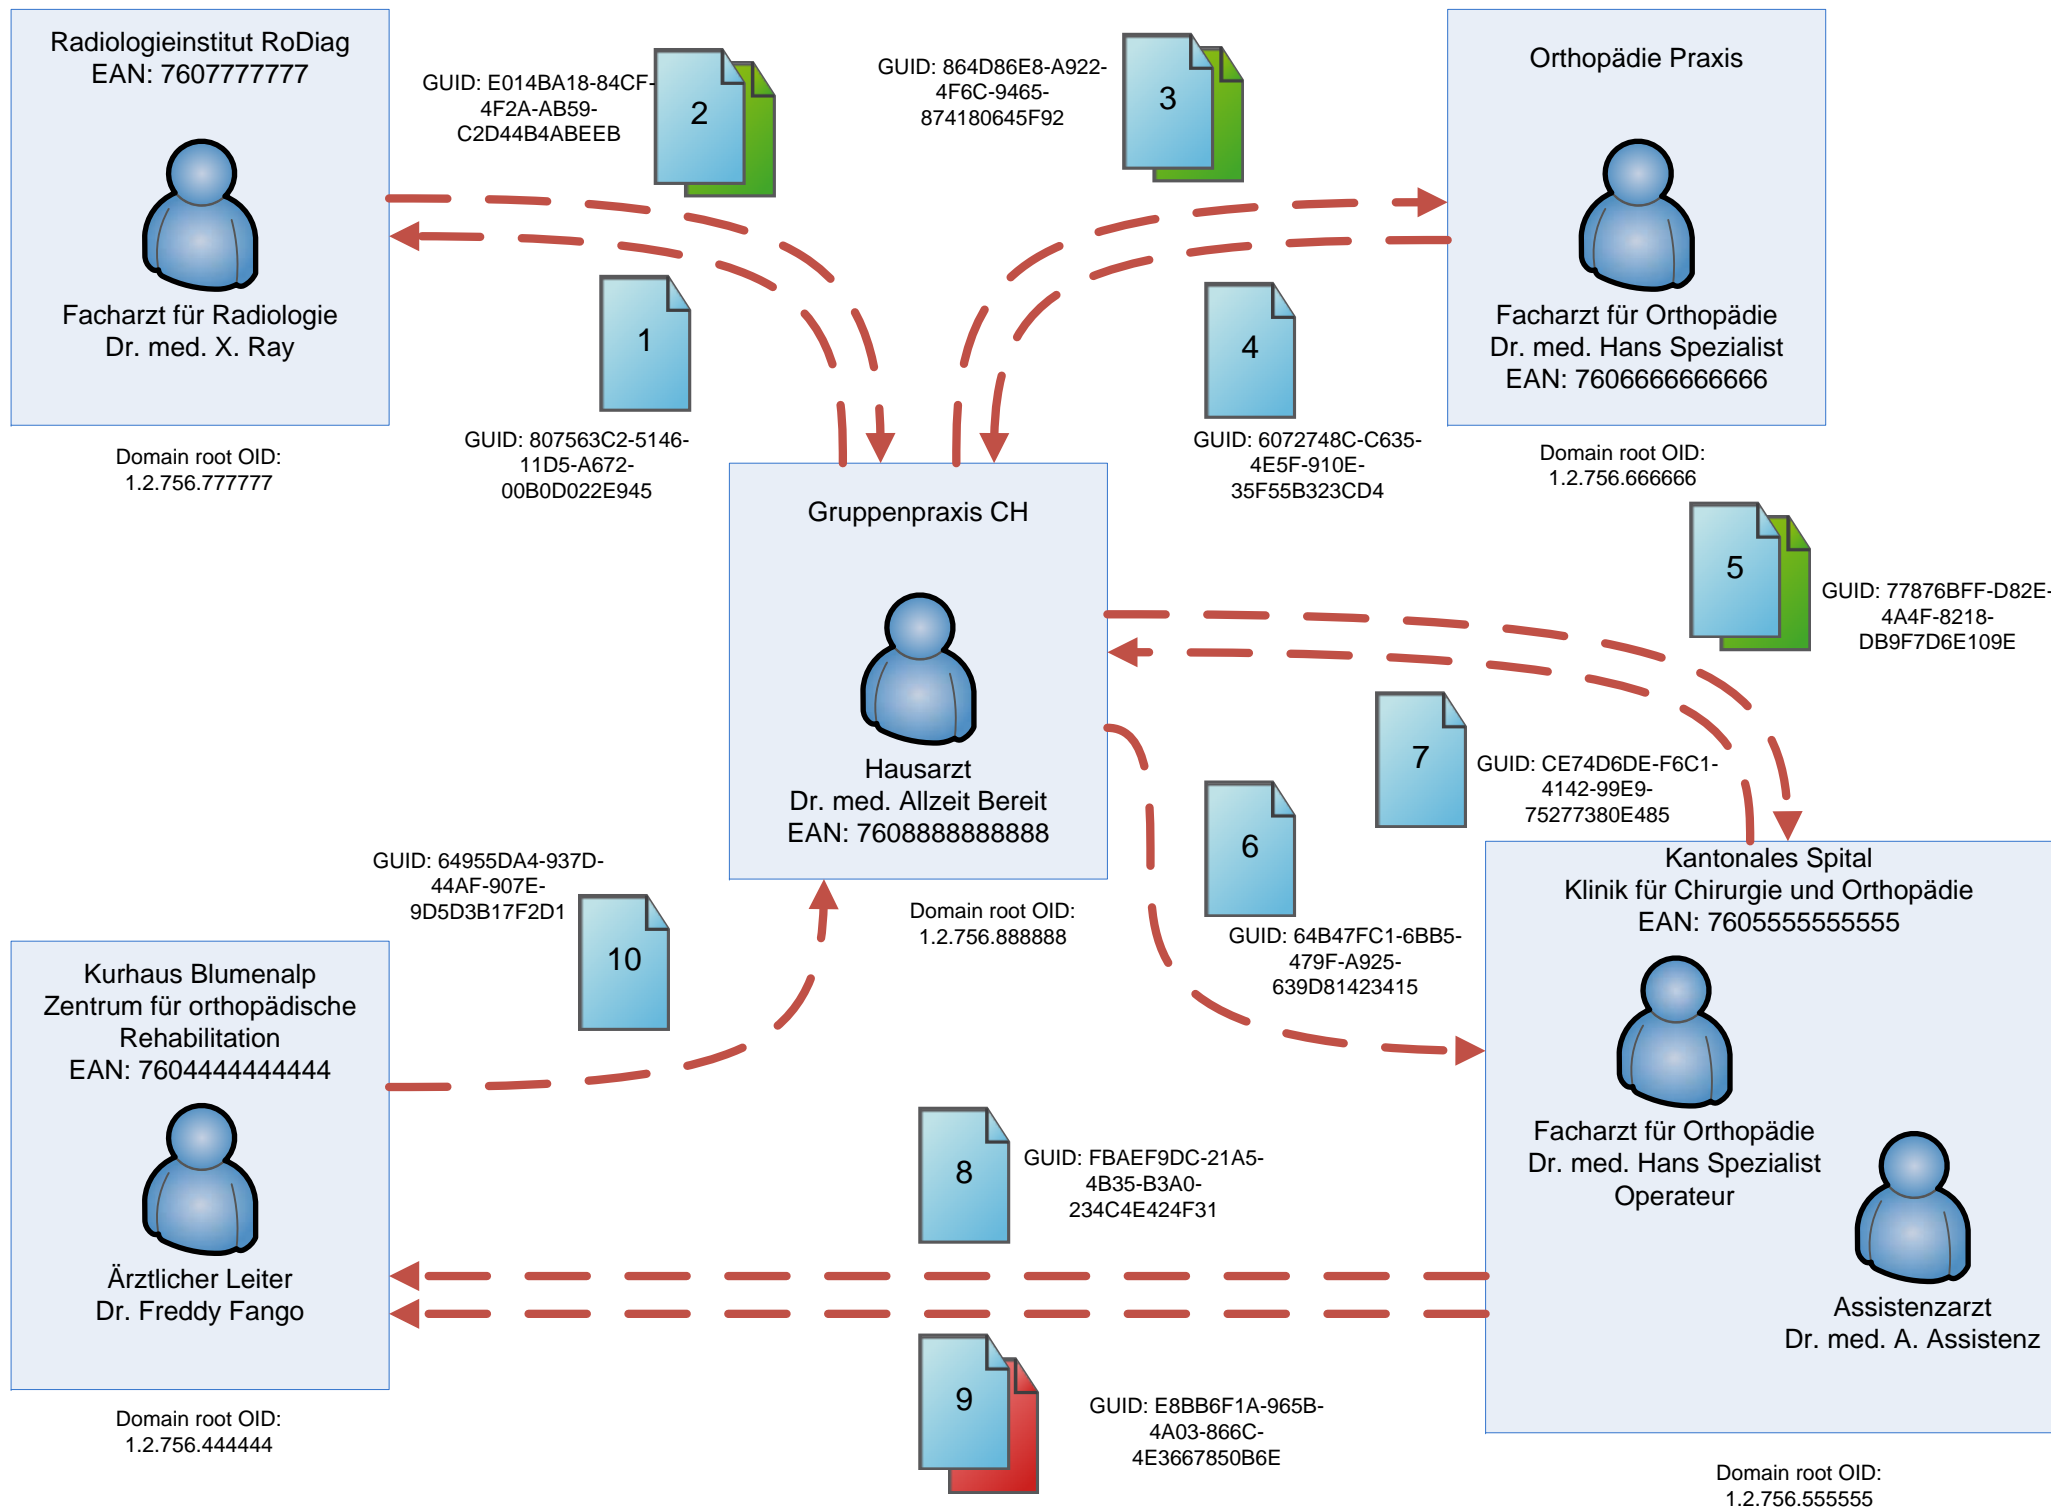 Radiologieinstitut RoDiag
EAN: 7607777777
Facharzt für Radiologie
Dr. med. X. Ray
Domain root OID:
1.2.756.777777
GUID: E014BA18-84CF-
4F2A-AB59-
C2D44B4ABEEB
2
1
GUID: 807563C2-5146-
11D5-A672-
00B0D022E945
GUID: 864D86E8-A922-
4F6C-9465-
874180645F92
3
4
GUID: 6072748C-C635-
4E5F-910E-
35F55B323CD4
Orthopädie Praxis
Facharzt für Orthopädie
Dr. med. Hans Spezialist
EAN: 7606666666666
Domain root OID:
1.2.756.666666
Gruppenpraxis CH
Hausarzt
Dr. med. Allzeit Bereit
EAN: 7608888888888
Domain root OID:
1.2.756.888888
5
GUID: 77876BFF-D82E-
4A4F-8218-
DB9F7D6E109E
7
GUID: CE74D6DE-F6C1-
4142-99E9-
75277380E485
6
GUID: 64B47FC1-6BB5-
479F-A925-
639D81423415
GUID: 64955DA4-937D-
44AF-907E-
9D5D3B17F2D1
10
Kurhaus Blumenalp
Zentrum für orthopädische
Rehabilitation
EAN: 7604444444444
Ärztlicher Leiter
Dr. Freddy Fango
Domain root OID:
1.2.756.444444
8
GUID: FBAEF9DC-21A5-
4B35-B3A0-
234C4E424F31
9
GUID: E8BB6F1A-965B-
4A03-866C-
4E3667850B6E
Kantonales Spital
Klinik für Chirurgie und Orthopädie
EAN: 7605555555555
Facharzt für Orthopädie
Dr. med. Hans Spezialist
Operateur
Assistenzarzt
Dr. med. A. Assistenz
Domain root OID:
1.2.756.555555